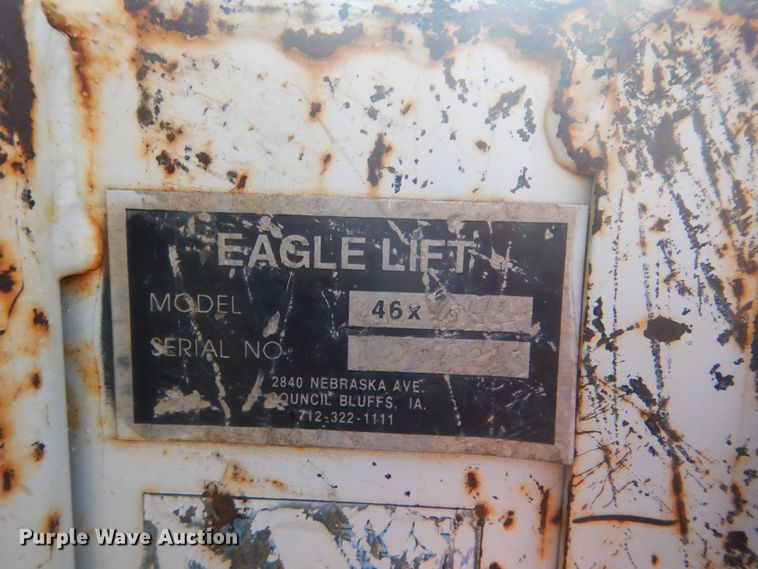 EAGLE LIFT
MODEL 46x
SERIAL NO.
2840 NEBRASKA AVE.
COUNCIL BLUFFS, IA.
712-322-1111
Purple Wave Auction